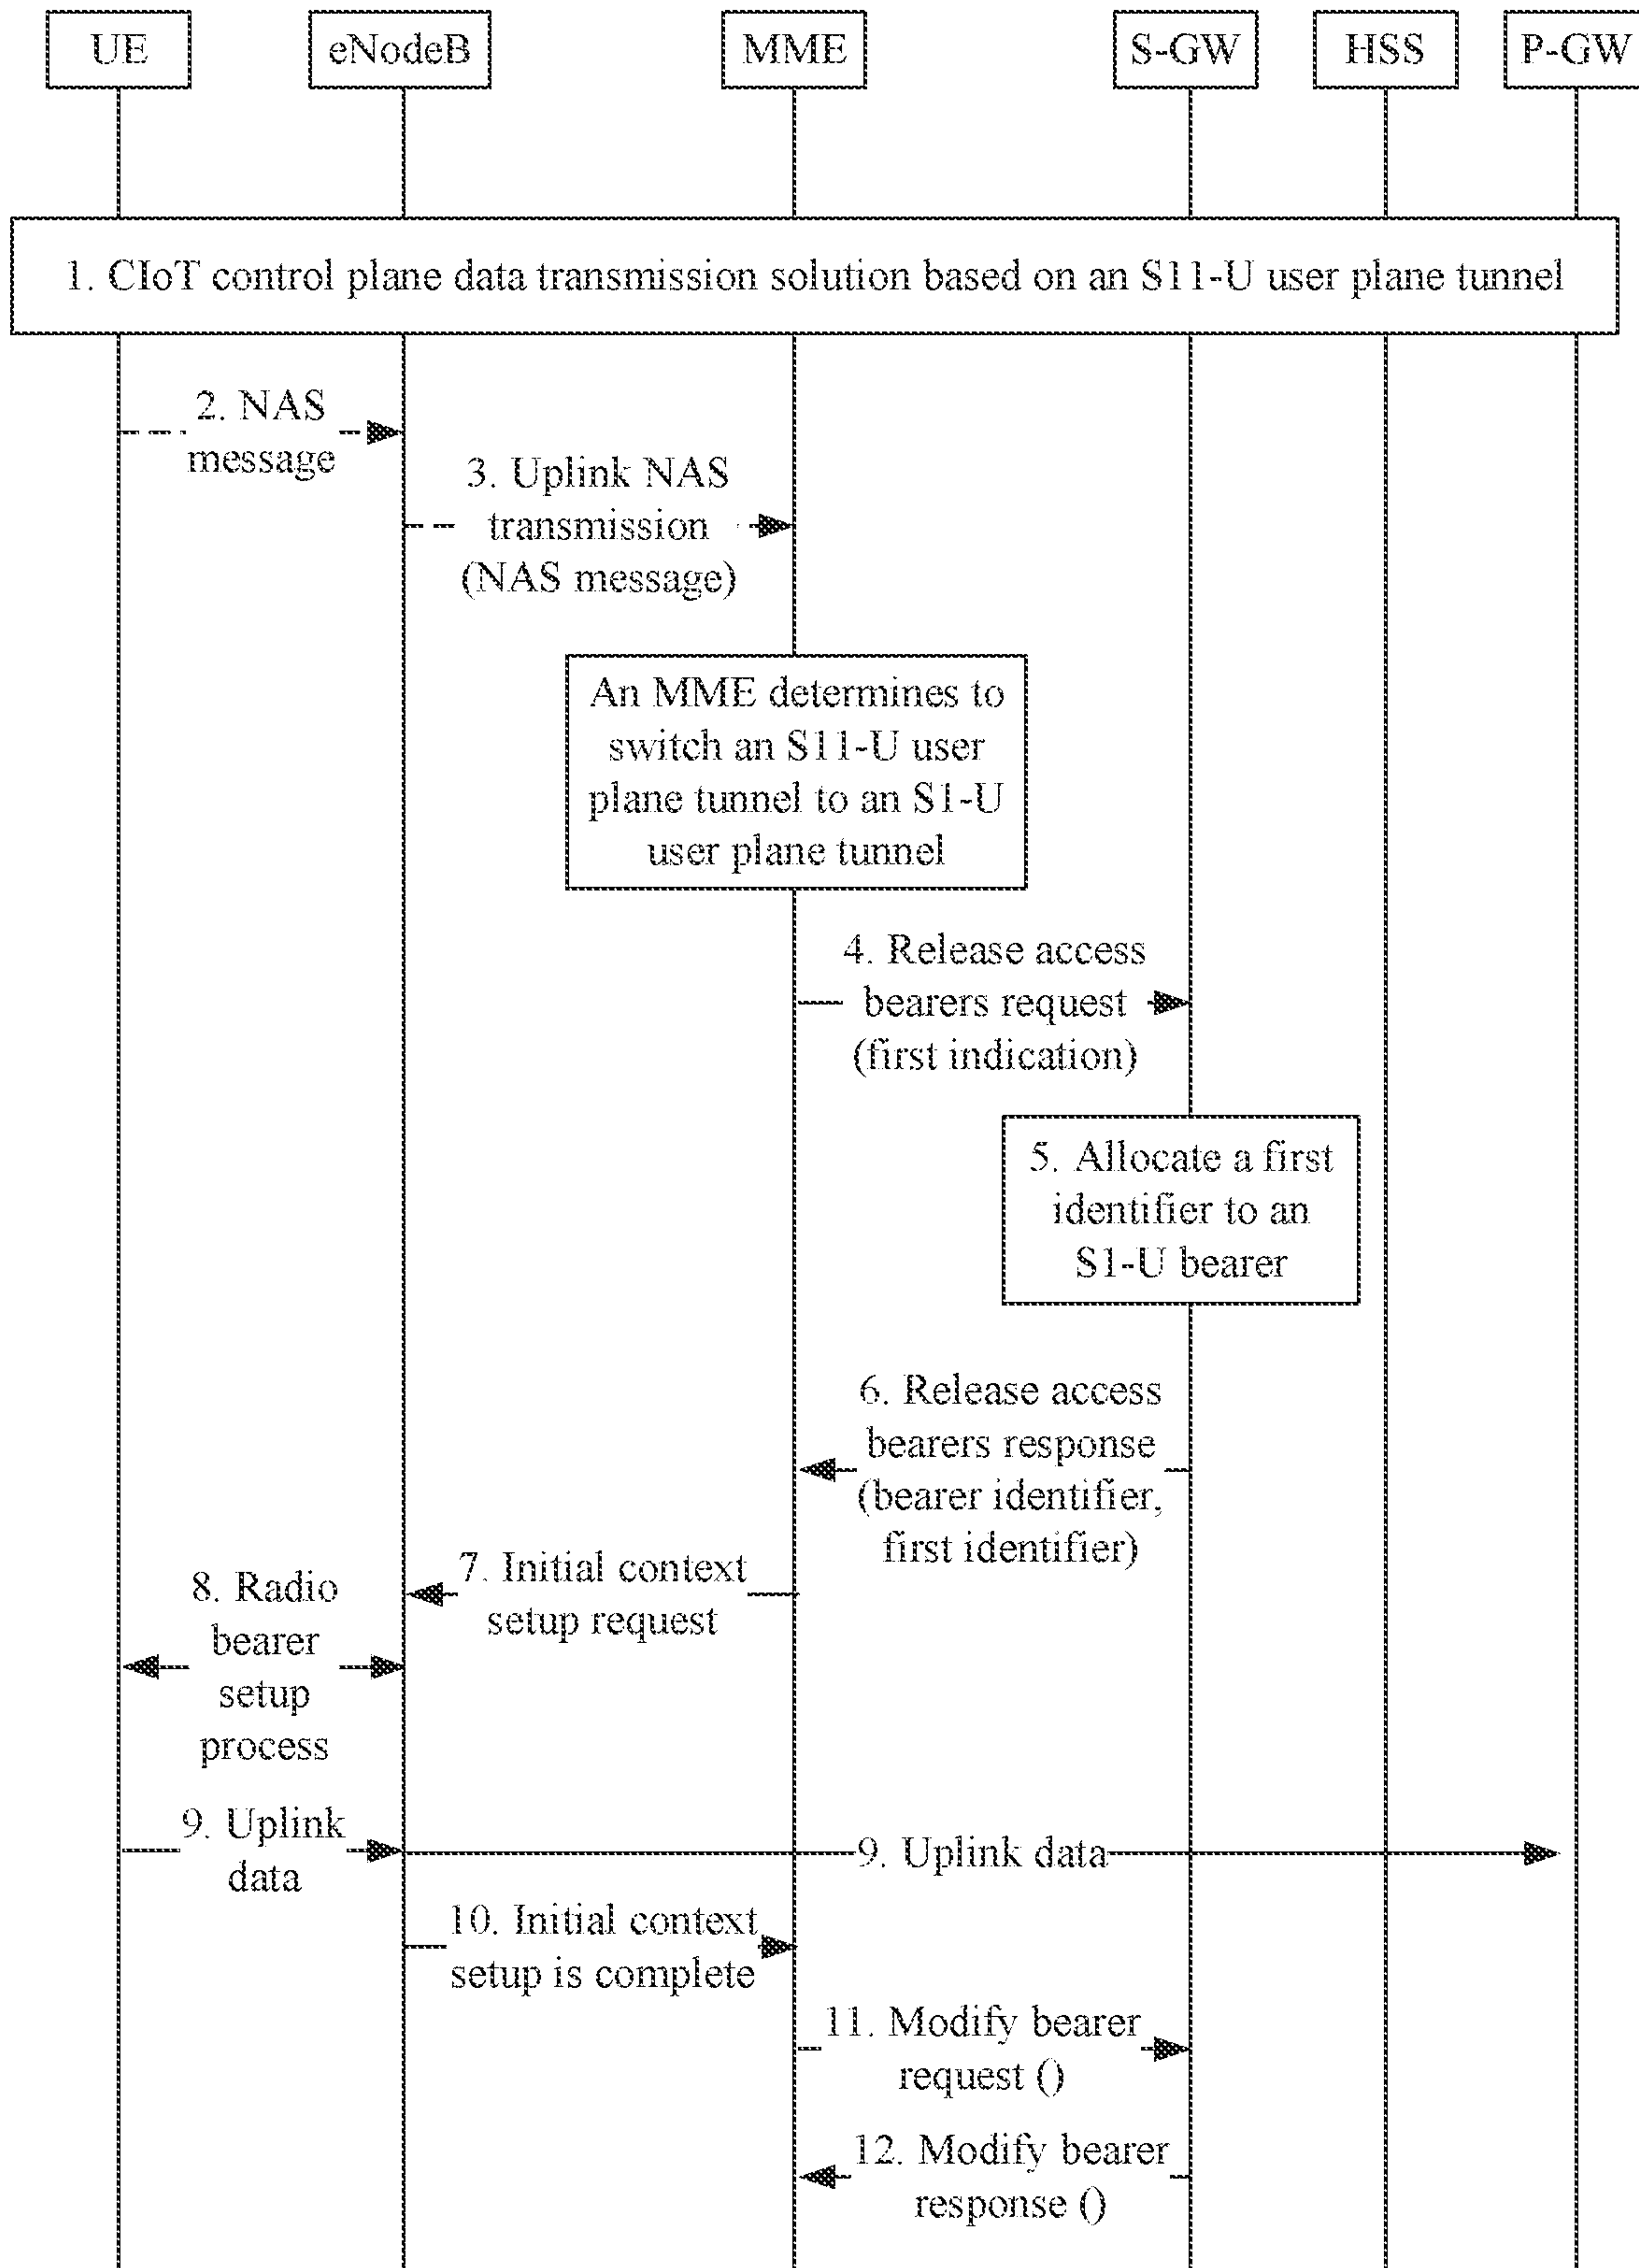 UE
eNodeB
MME
S-GW
HSS
P-GW
1. CIoT control plane data transmission solution based on an S11-U user plane tunnel
2. NAS
message
3. Uplink NAS
transmission
(NAS message)
An MME determines to
switch an S11-U user
plane tunnel to an S1-U
user plane tunnel
4. Release access
bearers request
(first indication)
5. Allocate a first
identifier to an
S1-U bearer
6. Release access
bearers response
(bearer identifier,
first identifier)
7. Initial context
setup request
8. Radio
bearer
setup
process
9. Uplink
data
9. Uplink data
10. Initial context
setup is complete
11. Modify bearer
request ()
12. Modify bearer
response ()